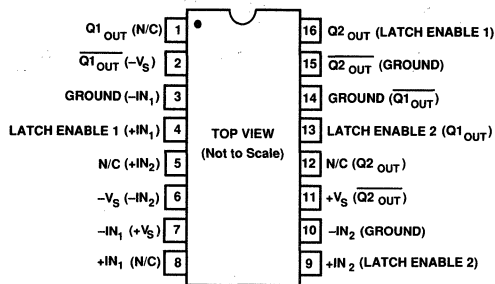 Q1 OUT (N/C) 1
Q1 OUT (–VS) 2
GROUND (–IN1) 3
LATCH ENABLE 1 (+IN1) 4
N/C (+IN2) 5
–VS (–IN2) 6
–IN1 (+VS) 7
+IN1 (N/C) 8
TOP VIEW
(Not to Scale)
16 Q2 OUT (LATCH ENABLE 1)
15 Q2 OUT (GROUND)
14 GROUND (Q1 OUT)
13 LATCH ENABLE 2 (Q1 OUT)
12 N/C (Q2 OUT)
11 +VS (Q2 OUT)
10 –IN2 (GROUND)
9 +IN2 (LATCH ENABLE 2)